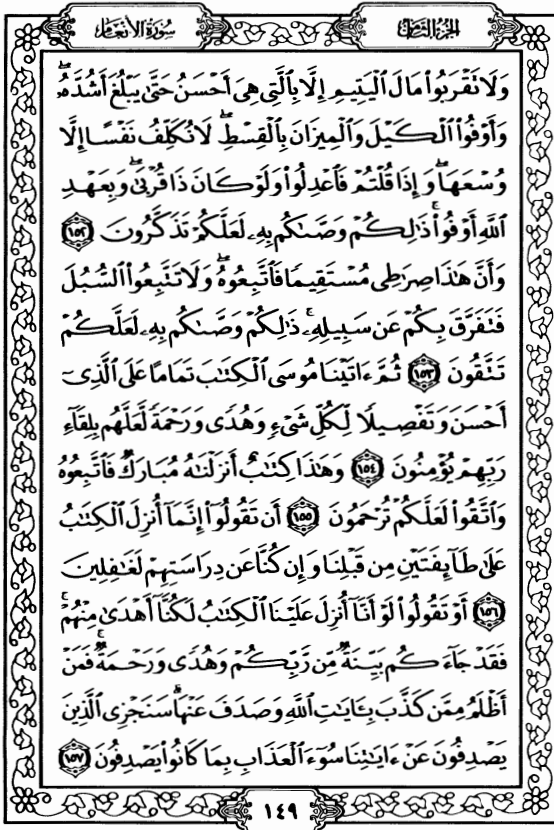 الجزء الثامن
سورة الأنعام
وَلَا تَقْرَبُوا۟ مَالَ ٱلْيَتِيمِ إِلَّا بِٱلَّتِى هِىَ أَحْسَنُ حَتَّىٰ يَبْلُغَ أَشُدَّهُۥۖ
وَأَوْفُوا۟ ٱلْكَيْلَ وَٱلْمِيزَانَ بِٱلْقِسْطِۖ لَا نُكَلِّفُ نَفْسًا إِلَّا
وُسْعَهَاۖ وَإِذَا قُلْتُمْ فَٱعْدِلُوا۟ وَلَوْ كَانَ ذَا قُرْبَىٰۖ وَبِعَهْدِ
ٱللَّهِ أَوْفُوا۟ۚ ذَٰلِكُمْ وَصَّىٰكُم بِهِۦ لَعَلَّكُمْ تَذَكَّرُونَ ١٥٢
وَأَنَّ هَٰذَا صِرَٰطِى مُسْتَقِيمًا فَٱتَّبِعُوهُۖ وَلَا تَتَّبِعُوا۟ ٱلسُّبُلَ
فَتَفَرَّقَ بِكُمْ عَن سَبِيلِهِۦۚ ذَٰلِكُمْ وَصَّىٰكُم بِهِۦ لَعَلَّكُمْ
تَتَّقُونَ ١٥٣ ثُمَّ ءَاتَيْنَا مُوسَى ٱلْكِتَٰبَ تَمَامًا عَلَى ٱلَّذِىٓ
أَحْسَنَ وَتَفْصِيلًا لِّكُلِّ شَىْءٍ وَهُدًى وَرَحْمَةً لَّعَلَّهُم بِلِقَآءِ
رَبِّهِمْ يُؤْمِنُونَ ١٥٤ وَهَٰذَا كِتَٰبٌ أَنزَلْنَٰهُ مُبَارَكٌ فَٱتَّبِعُوهُ
وَٱتَّقُوا۟ لَعَلَّكُمْ تُرْحَمُونَ ١٥٥ أَن تَقُولُوٓا۟ إِنَّمَآ أُنزِلَ ٱلْكِتَٰبُ
عَلَىٰ طَآئِفَتَيْنِ مِن قَبْلِنَا وَإِن كُنَّا عَن دِرَاسَتِهِمْ لَغَٰفِلِينَ
١٥٦ أَوْ تَقُولُوا۟ لَوْ أَنَّآ أُنزِلَ عَلَيْنَا ٱلْكِتَٰبُ لَكُنَّآ أَهْدَىٰ مِنْهُمْۚ
فَقَدْ جَآءَكُم بَيِّنَةٌ مِّن رَّبِّكُمْ وَهُدًى وَرَحْمَةٌۚ فَمَنْ
أَظْلَمُ مِمَّن كَذَّبَ بِـَٔايَٰتِ ٱللَّهِ وَصَدَفَ عَنْهَاۗ سَنَجْزِى ٱلَّذِينَ
يَصْدِفُونَ عَنْ ءَايَٰتِنَا سُوٓءَ ٱلْعَذَابِ بِمَا كَانُوا۟ يَصْدِفُونَ ١٥٧
١٤٩